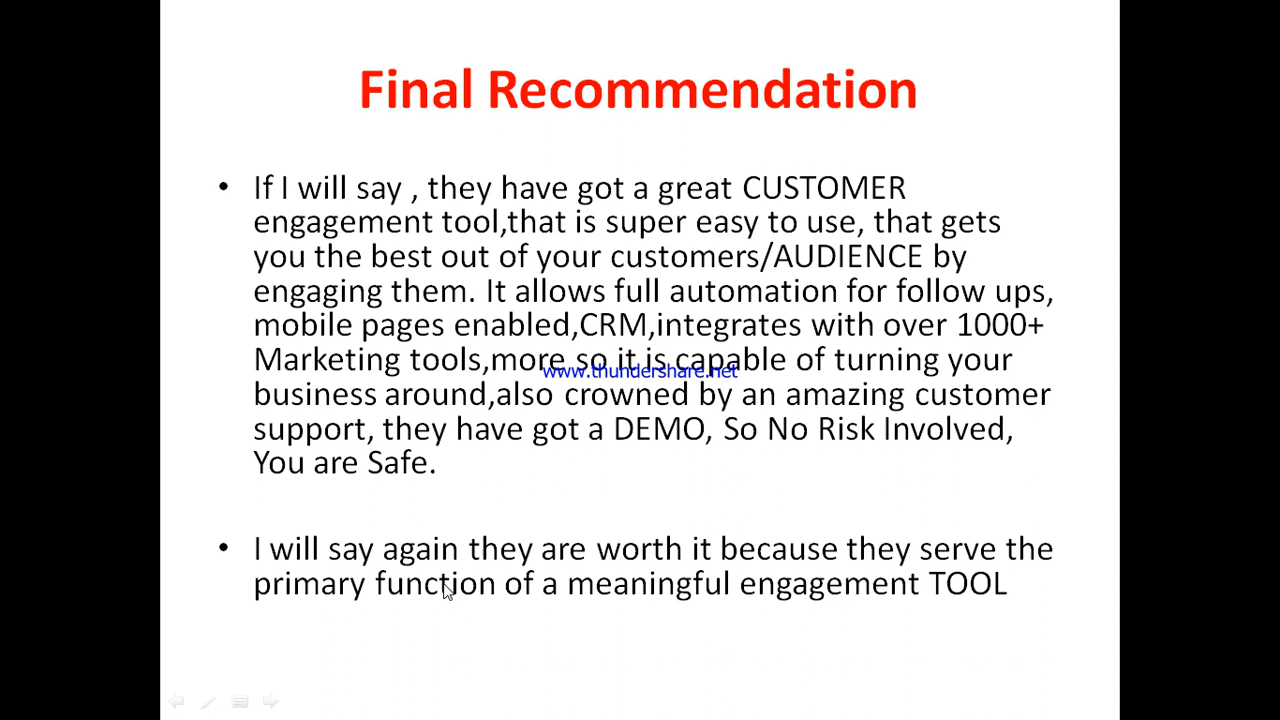 Final Recommendation
• If I will say , they have got a great CUSTOMER
engagement tool,that is super easy to use, that gets
you the best out of your customers/AUDIENCE by
engaging them. It allows full automation for follow ups,
mobile pages enabled,CRM,integrates with over 1000+
Marketing tools,more so it is capable of turning your
www.thundershare.net
business around,also crowned by an amazing customer
support, they have got a DEMO, So No Risk Involved,
You are Safe.
• I will say again they are worth it because they serve the
primary function of a meaningful engagement TOOL